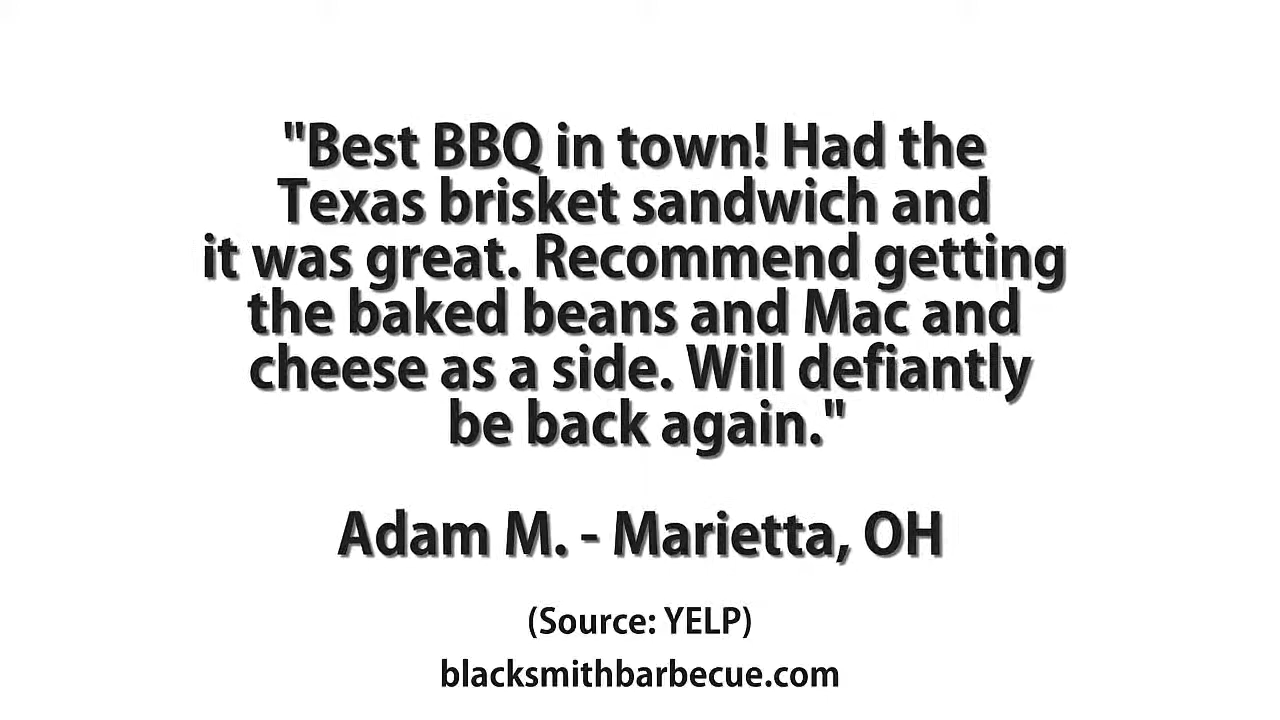 "Best BBQ in town! Had the
Texas brisket sandwich and
it was great. Recommend getting
the baked beans and Mac and
cheese as a side. Will defiantly
be back again."
Adam M. - Marietta, OH
(Source: YELP)
blacksmithbarbecue.com